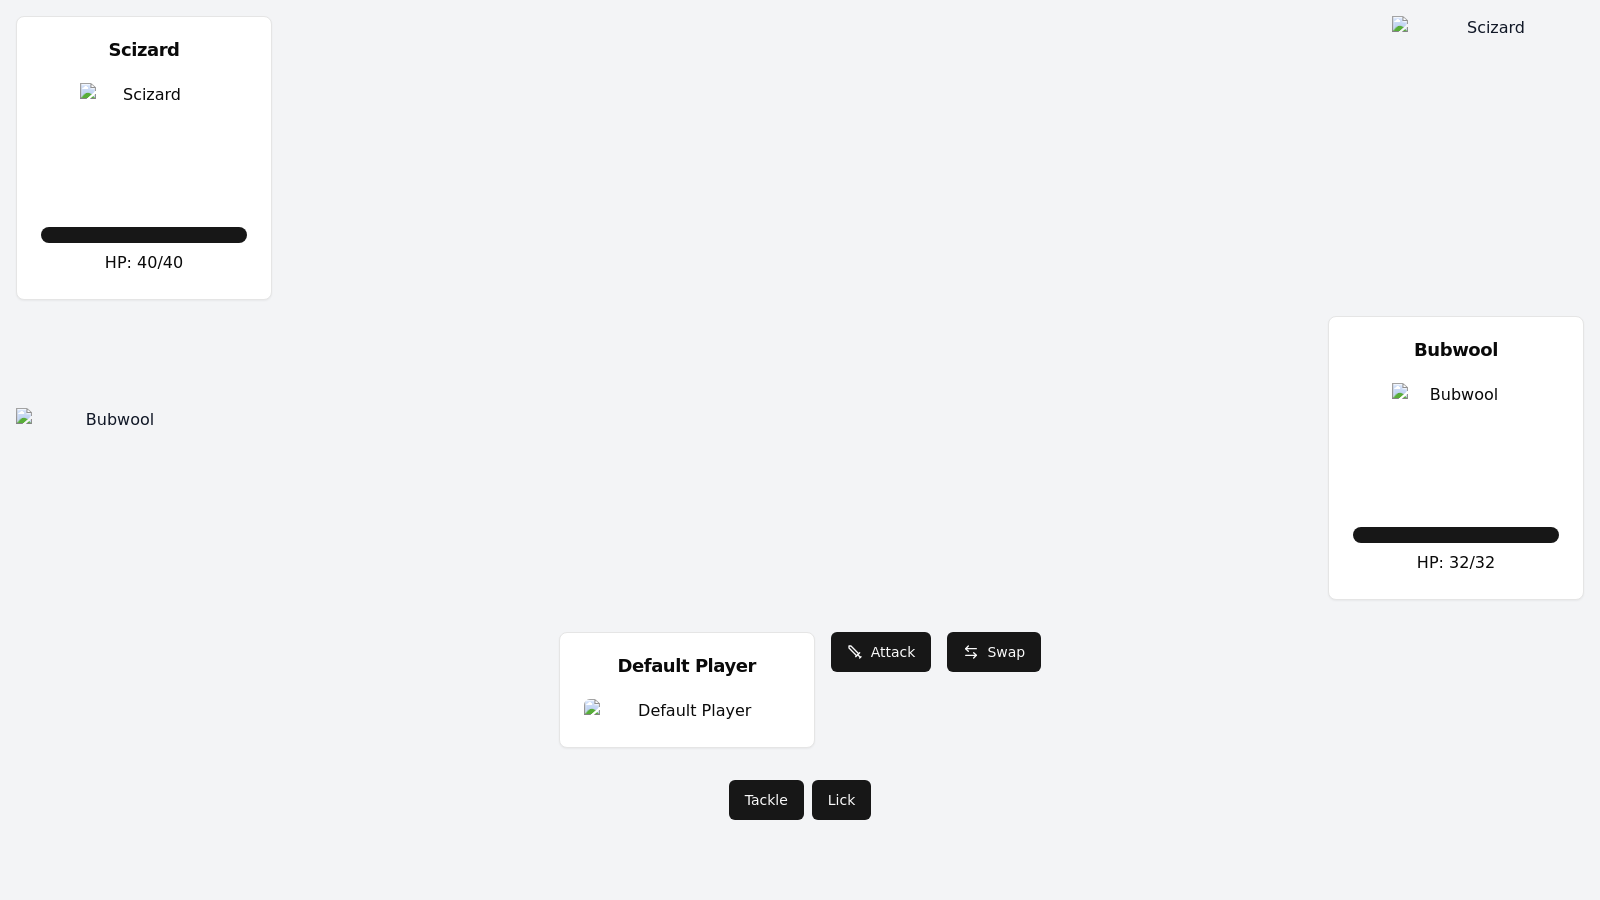 Scizard
Scizard
HP: 40/40
Scizard
Bubwool
Bubwool
Bubwool
HP: 32/32
Default Player
Default Player
Attack
Swap
Tackle
Lick